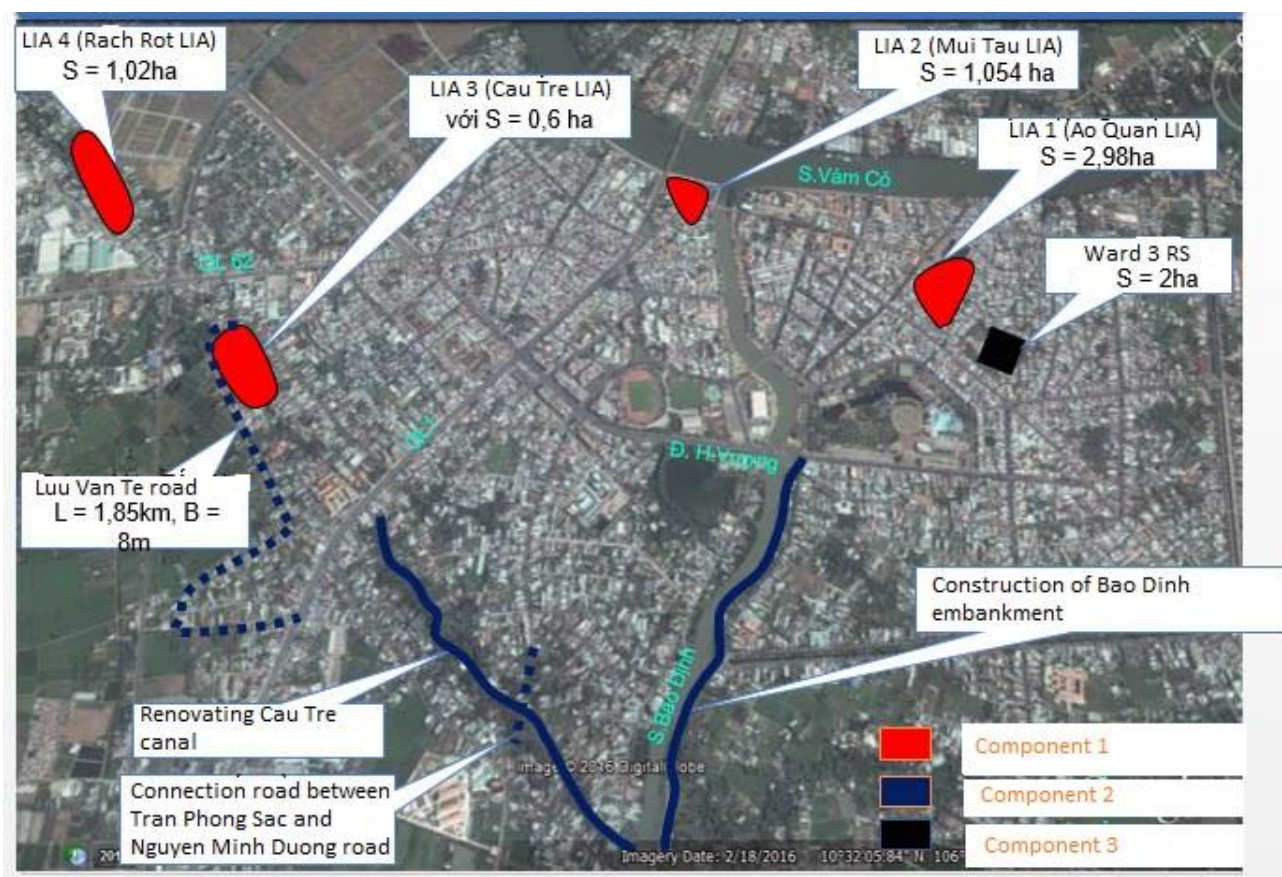 LIA 4 (Rach Rot LIA)
S = 1,02ha
LIA 3 (Cau Tre LIA)
với S = 0,6 ha
LIA 2 (Mui Tau LIA)
S = 1,054 ha
LIA 1 (Ao Quan LIA)
S = 2,98ha
S.Vàm Cỏ
Ward 3 RS
S = 2ha
QL 62
QL1
Đ. H.Vương
Luu Van Te road
L = 1,85km, B =
8m
Construction of Bao Dinh
embankment
S.Bảo Định
Renovating Cau Tre
canal
Connection road between
Tran Phong Sac and
Nguyen Minh Duong road
Component 1
Component 2
Component 3
Image © 2016 DigitalGlobe
Imagery Date: 2/18/2016 10°32'05.84" N 106°